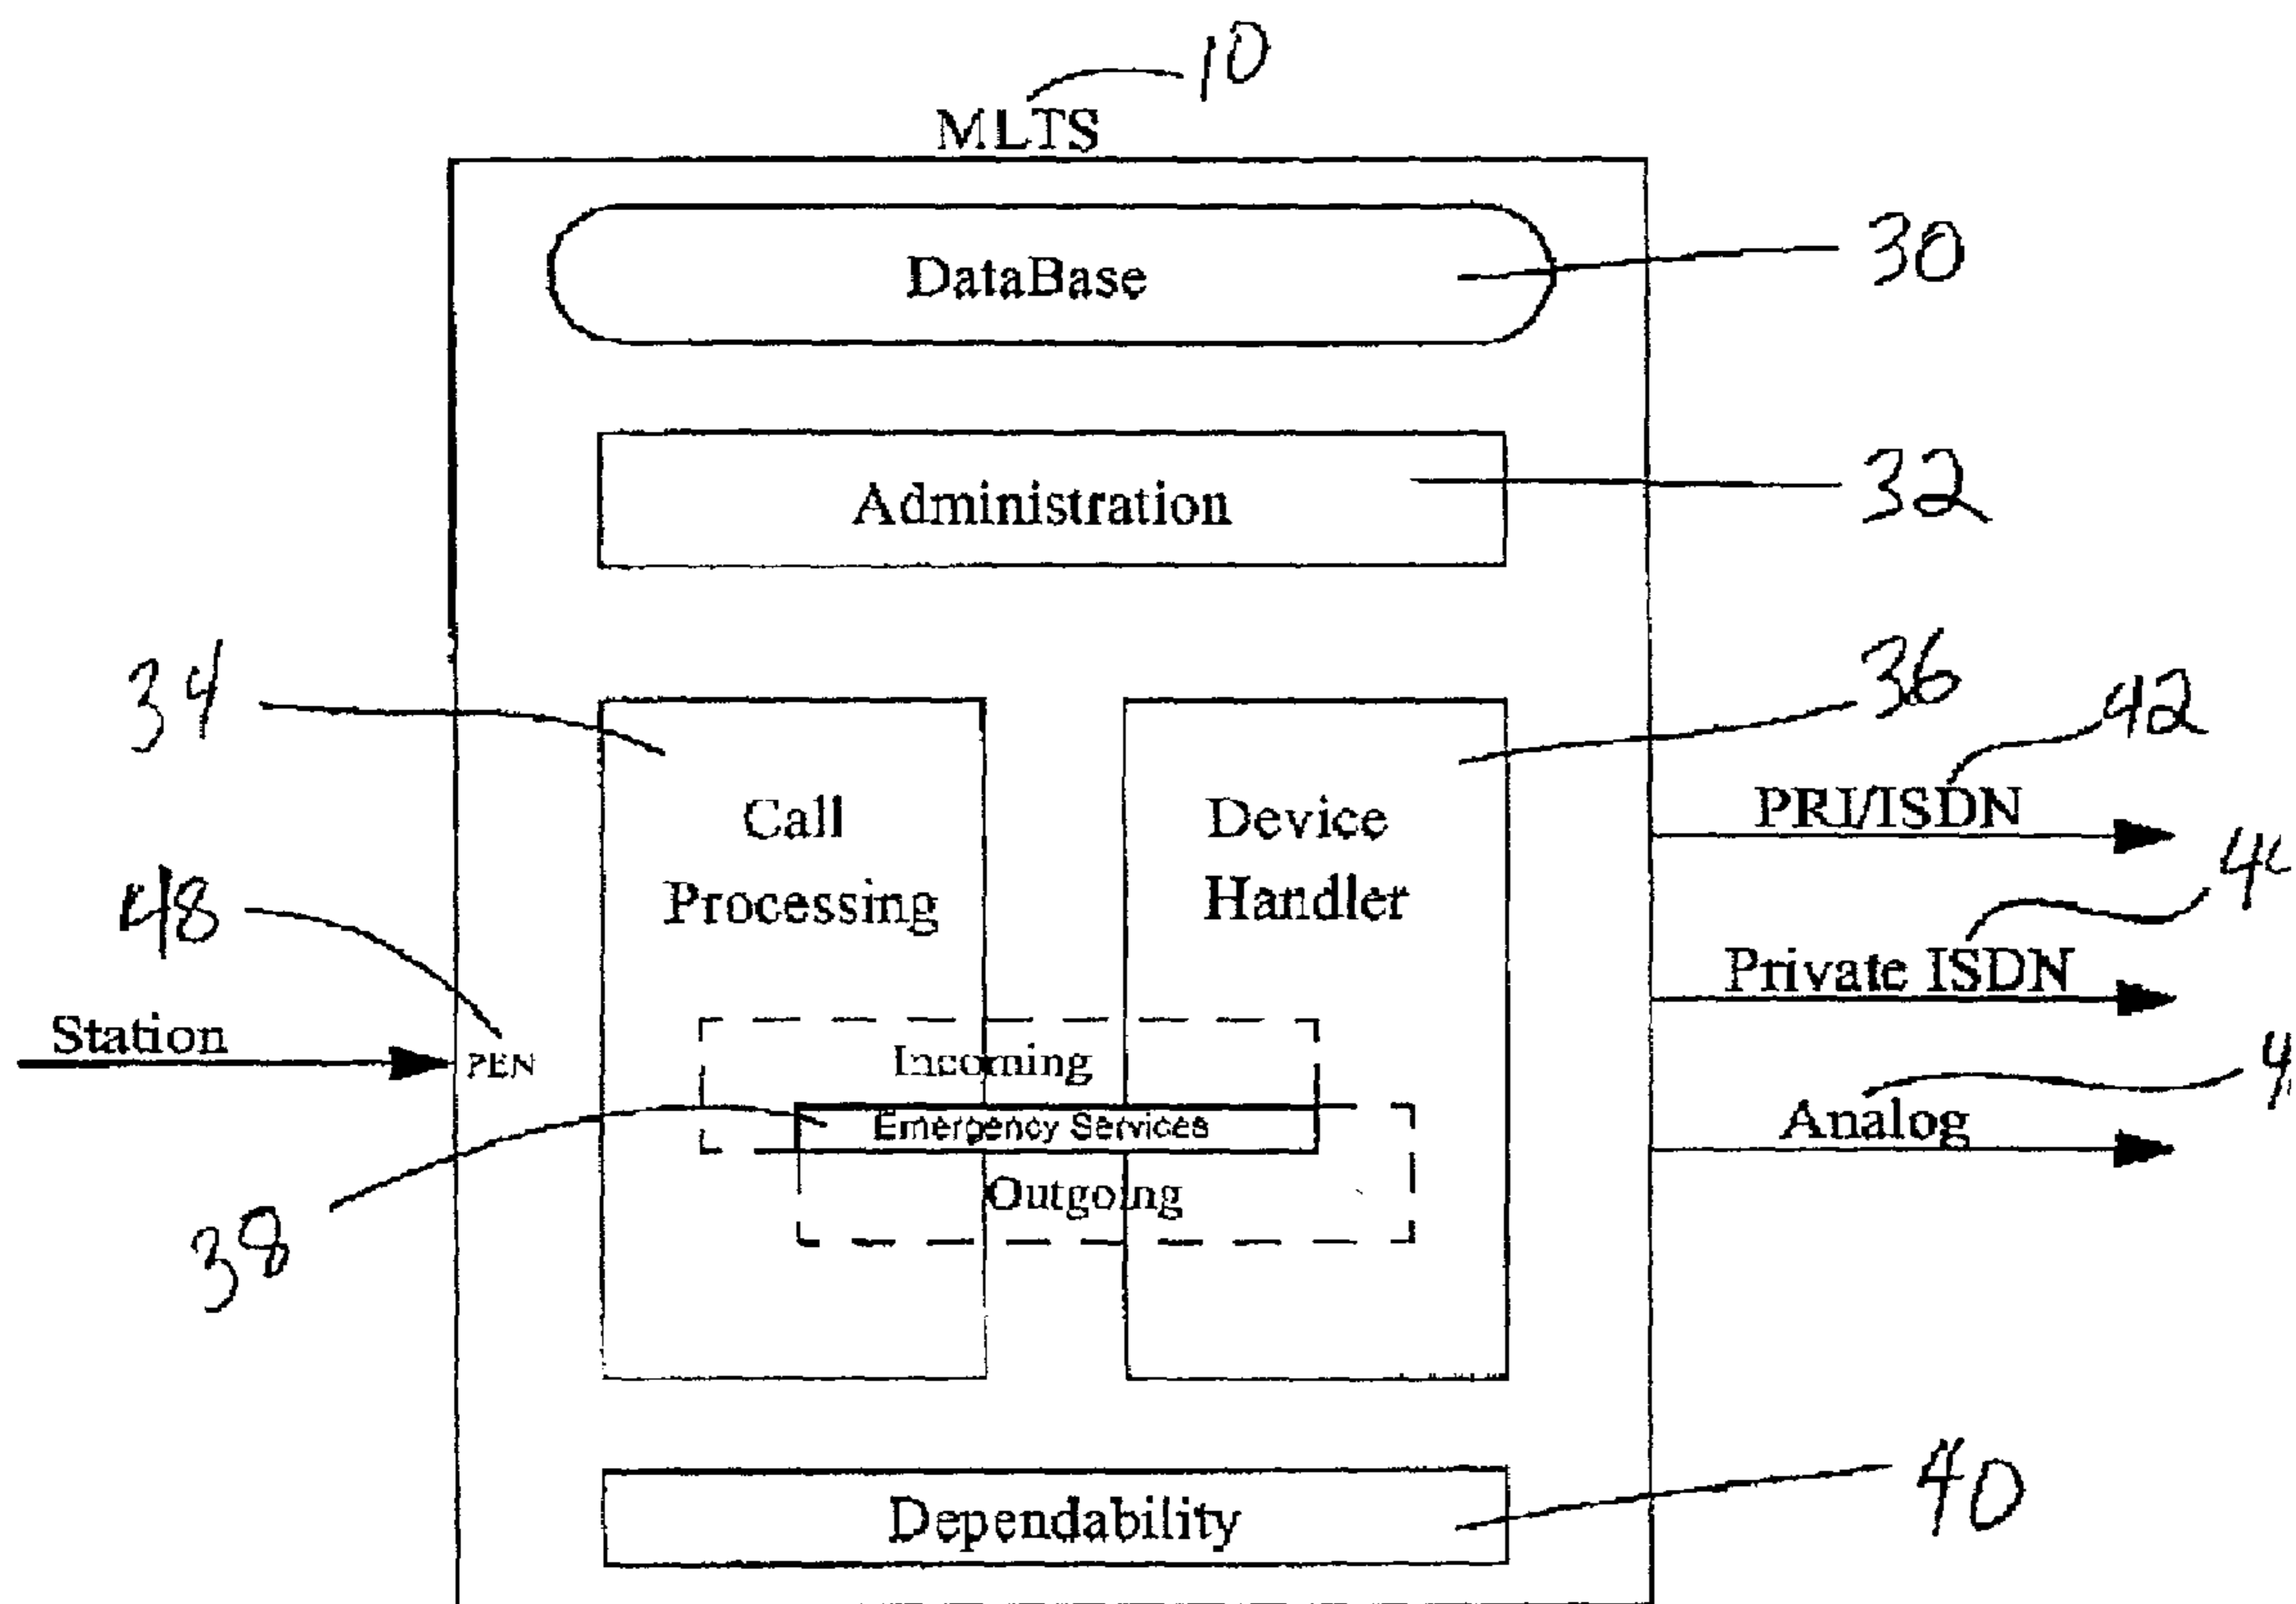 10
MLTS
DataBase
30
Administration
32
34
36
42
Call
Processing
Device
Handler
PRI/ISDN
44
48
Private ISDN
Station
PEN
Incoming
Emergency Services
Analog
Outgoing
38
Dependability
40